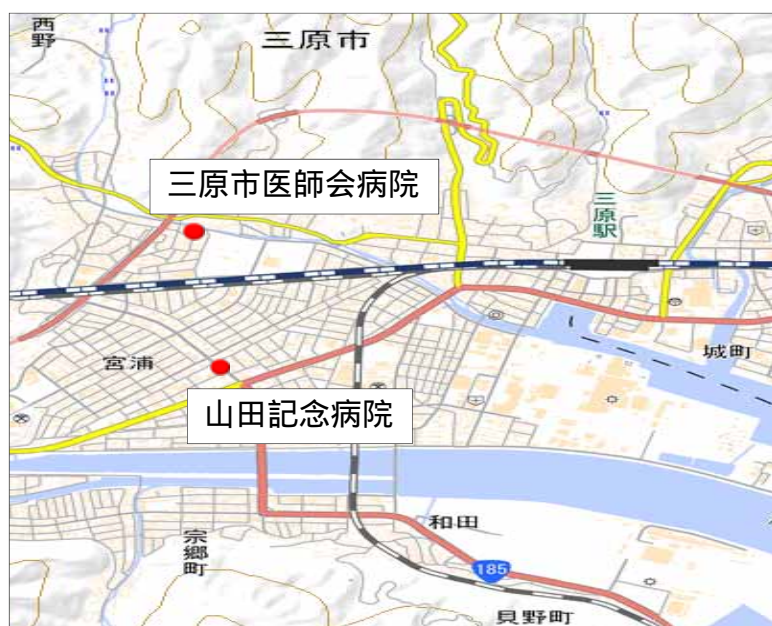 西野
三原市
三原市医師会病院
三原駅
城町
宮浦
山田記念病院
和田
宗郷町
185
貝野町